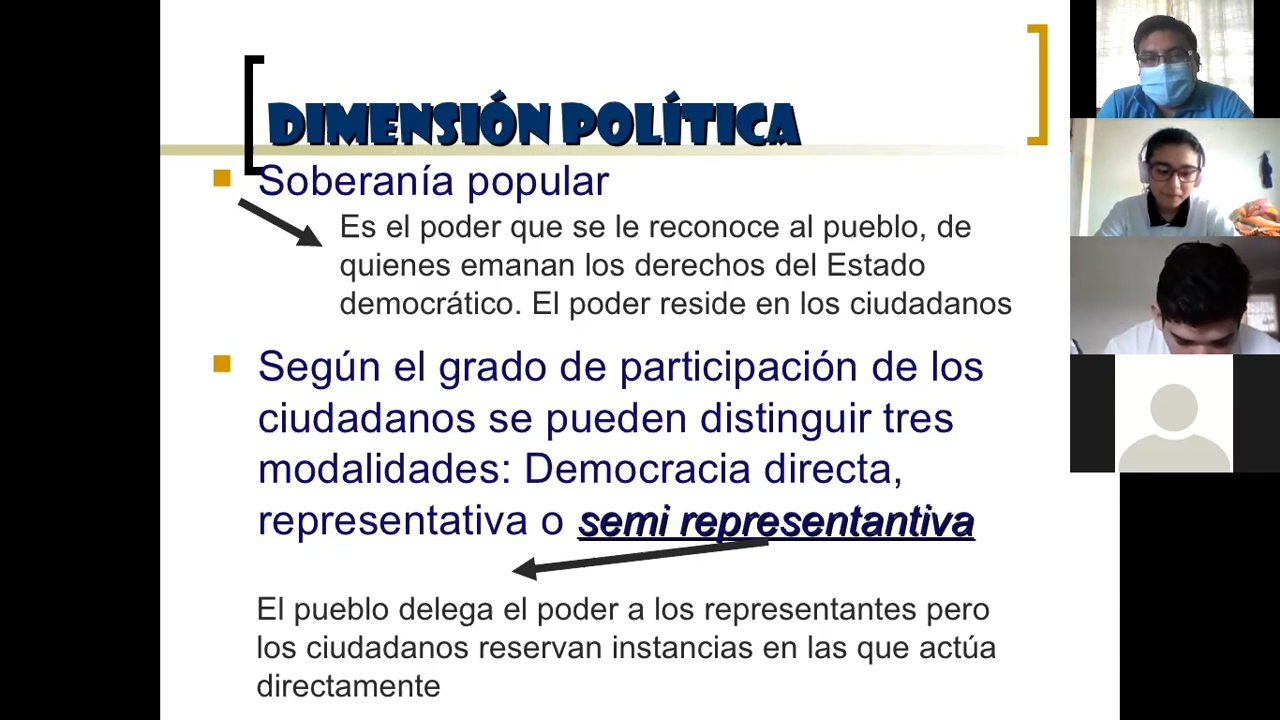 DIMENSIÓN POLÍTICA
Soberanía popular
Es el poder que se le reconoce al pueblo, de
quienes emanan los derechos del Estado
democrático. El poder reside en los ciudadanos
Según el grado de participación de los
ciudadanos se pueden distinguir tres
modalidades: Democracia directa,
representativa o semi representantiva
El pueblo delega el poder a los representantes pero
los ciudadanos reservan instancias en las que actúa
directamente